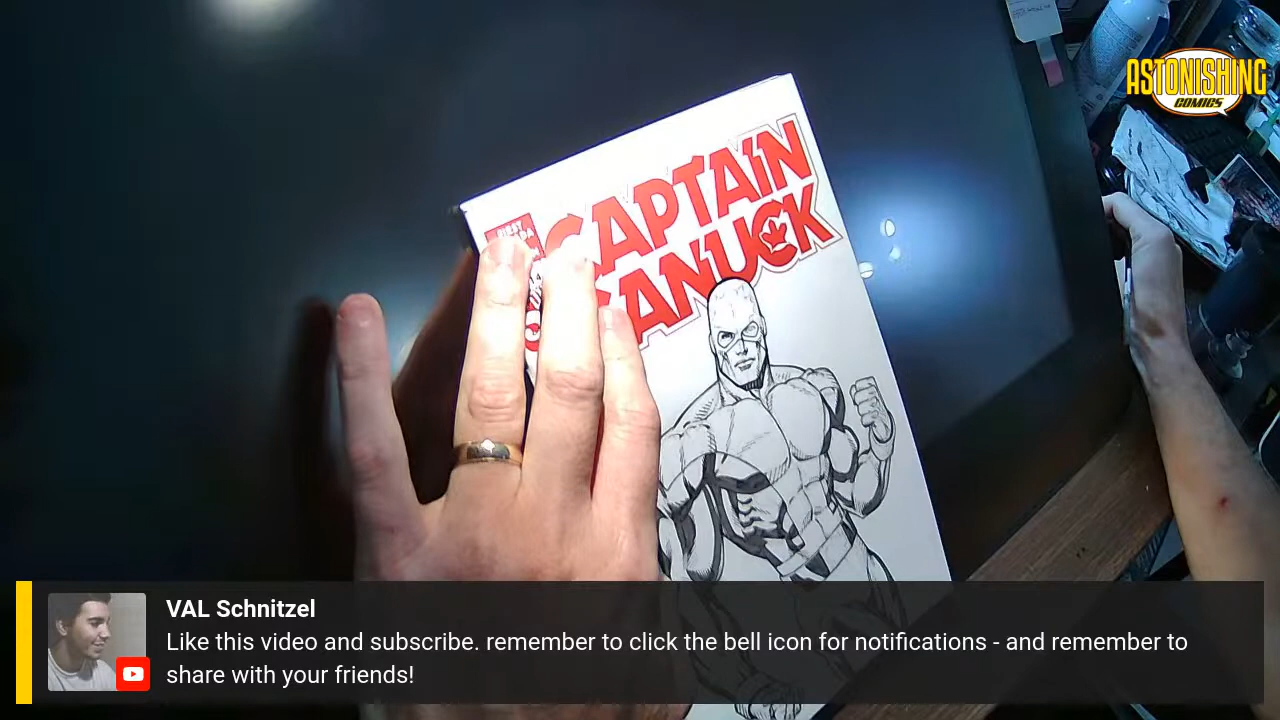 ASTONISHING
COMICS
FIRST
CAPTAIN
CANUCK
VAL Schnitzel
Like this video and subscribe. remember to click the bell icon for notifications - and remember to
share with your friends!